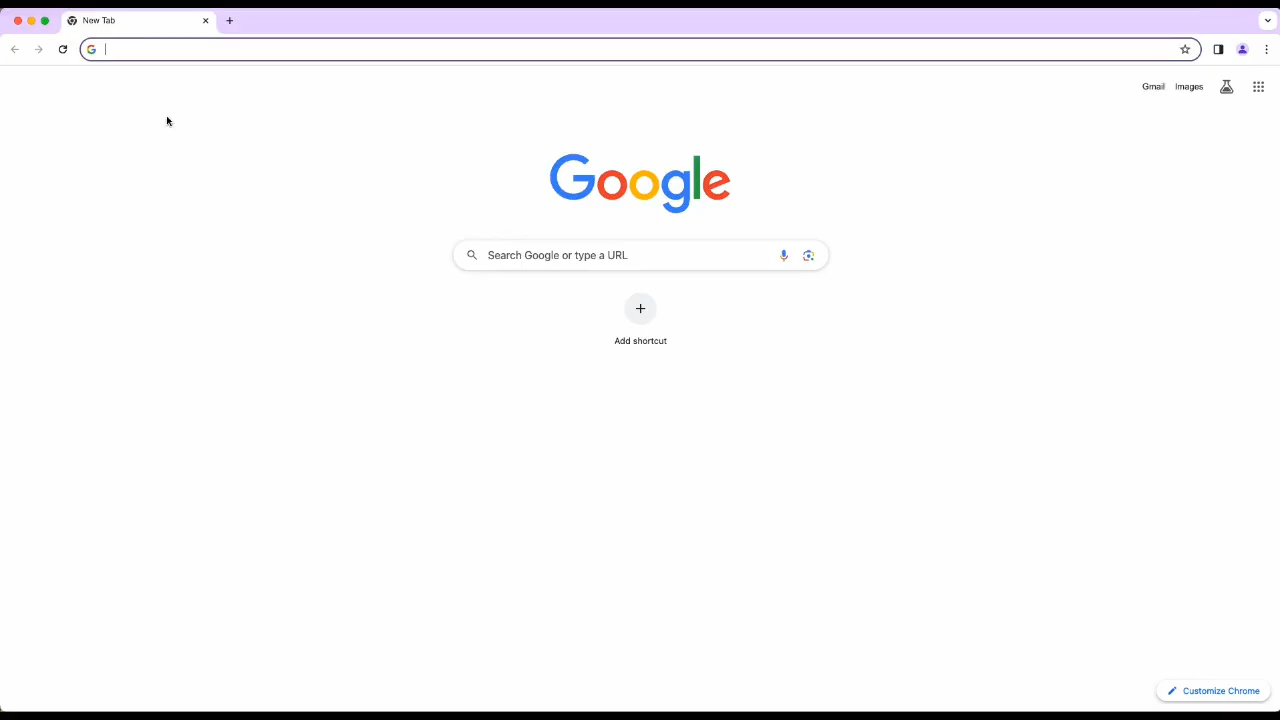 New Tab
Gmail Images
Google
Search Google or type a URL
Add shortcut
Customize Chrome